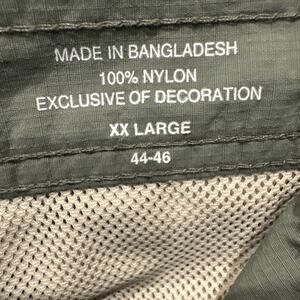 MADE IN BANGLADESH
100% NYLON
EXCLUSIVE OF DECORATION
XX LARGE
44-46